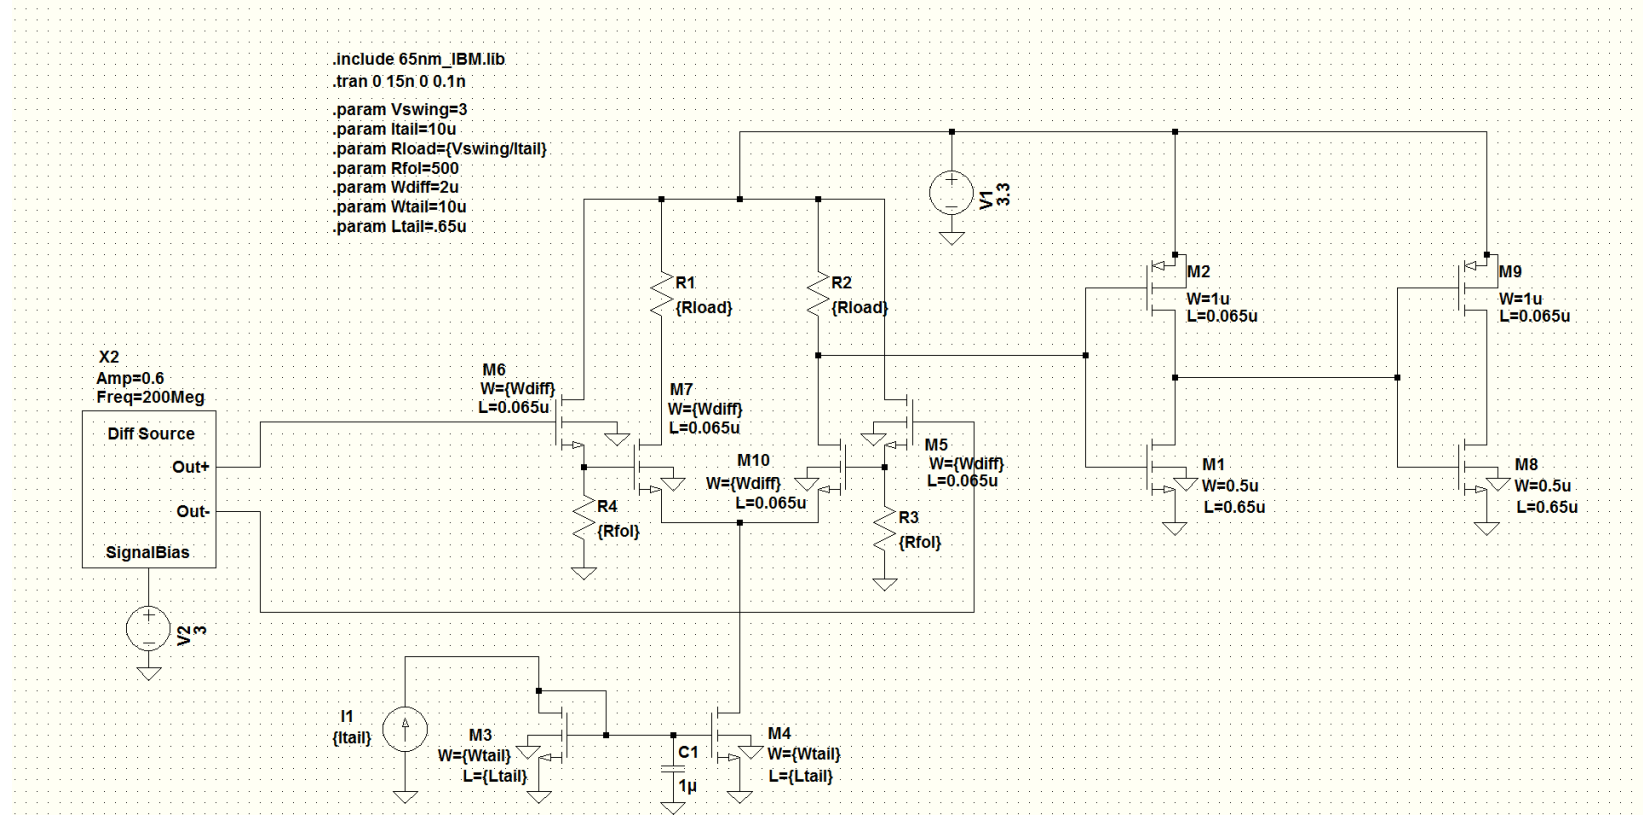 .include 65nm_IBM.lib
.tran 0 15n 0 0.1n
.param Vswing=3
.param Itail=10u
.param Rload={Vswing/Itail}
.param Rfol=500
.param Wdiff=2u
.param Wtail=10u
.param Ltail=.65u
V1
3.3
R1
{Rload}
R2
{Rload}
M2
W=1u
L=0.065u
M9
W=1u
L=0.065u
X2
Amp=0.6
Freq=200Meg
Diff Source
Out+
Out-
SignalBias
V2
3
M6
W={Wdiff}
L=0.065u
M7
W={Wdiff}
L=0.065u
M10
W={Wdiff}
L=0.065u
M5
W={Wdiff}
L=0.065u
R4
{Rfol}
R3
{Rfol}
M1
W=0.5u
L=0.65u
M8
W=0.5u
L=0.65u
I1
{Itail}
M3
W={Wtail}
L={Ltail}
C1
1µ
M4
W={Wtail}
L={Ltail}